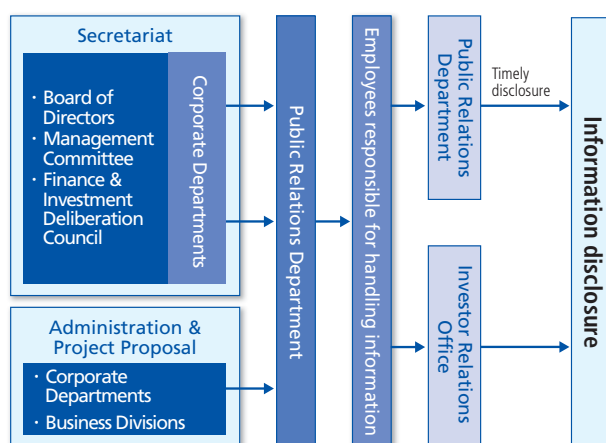 Secretariat
· Board of
Directors
· Management
Committee
· Finance &
Investment
Deliberation
Council
Corporate Departments
Administration &
Project Proposal
· Corporate
Departments
· Business Divisions
Public Relations Department
Employees responsible for handling information
Public Relations
Department
Timely
disclosure
Investor Relations
Office
Information disclosure